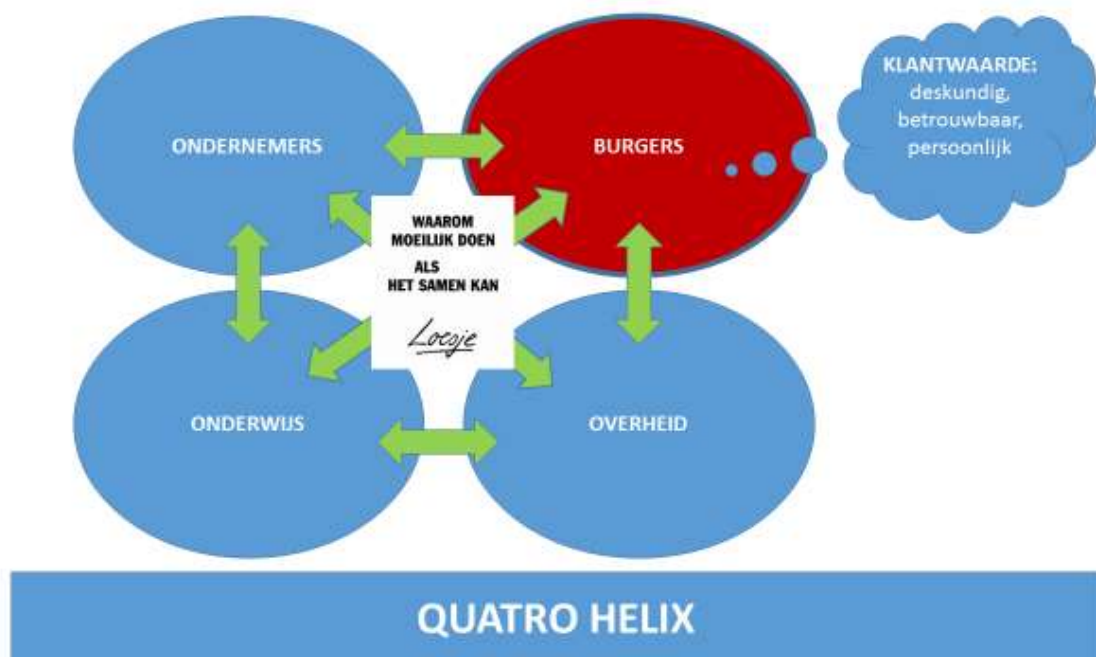 ONDERNEMERS
BURGERS
KLANTWAARDE:
deskundig,
betrouwbaar,
persoonlijk
WAAROM
MOEILIJK DOEN
ALS
HET SAMEN KAN
Loesje
ONDERWIJS
OVERHEID
QUATRO HELIX